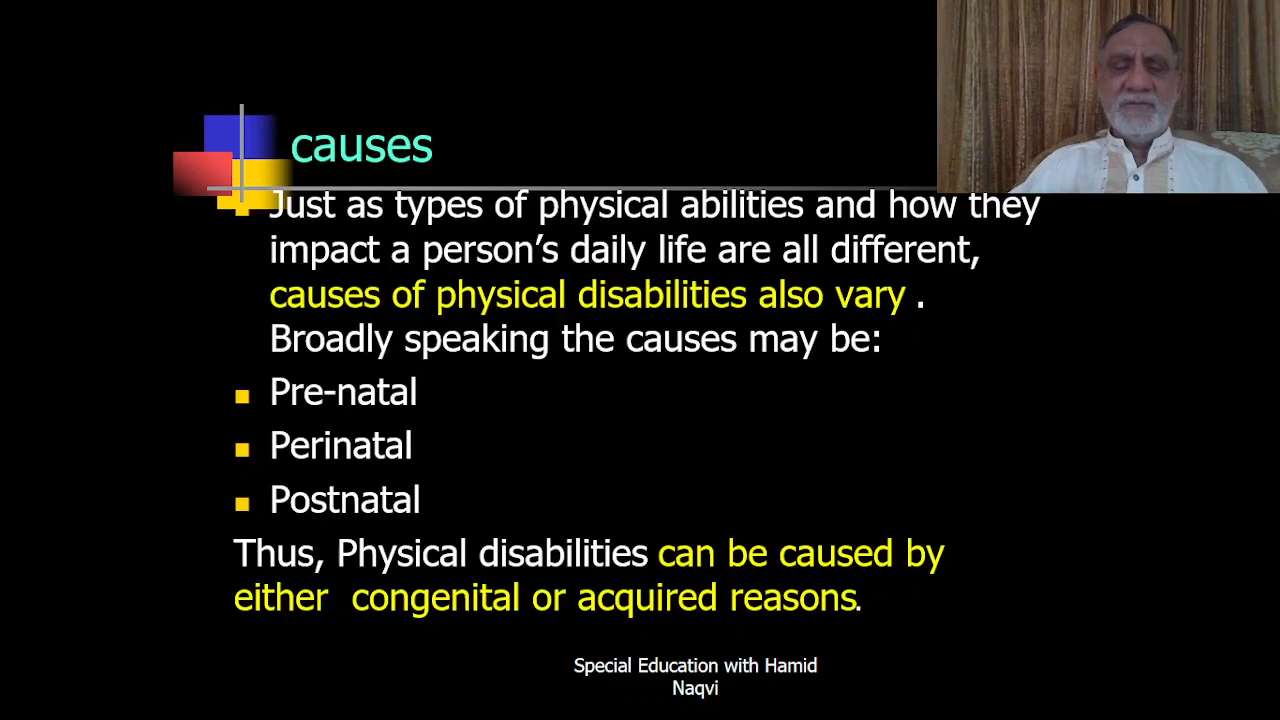 causes
Just as types of physical abilities and how they
impact a person's daily life are all different,
causes of physical disabilities also vary .
Broadly speaking the causes may be:
Pre-natal
Perinatal
Postnatal
Thus, Physical disabilities can be caused by
either congenital or acquired reasons.
Special Education with Hamid
Naqvi